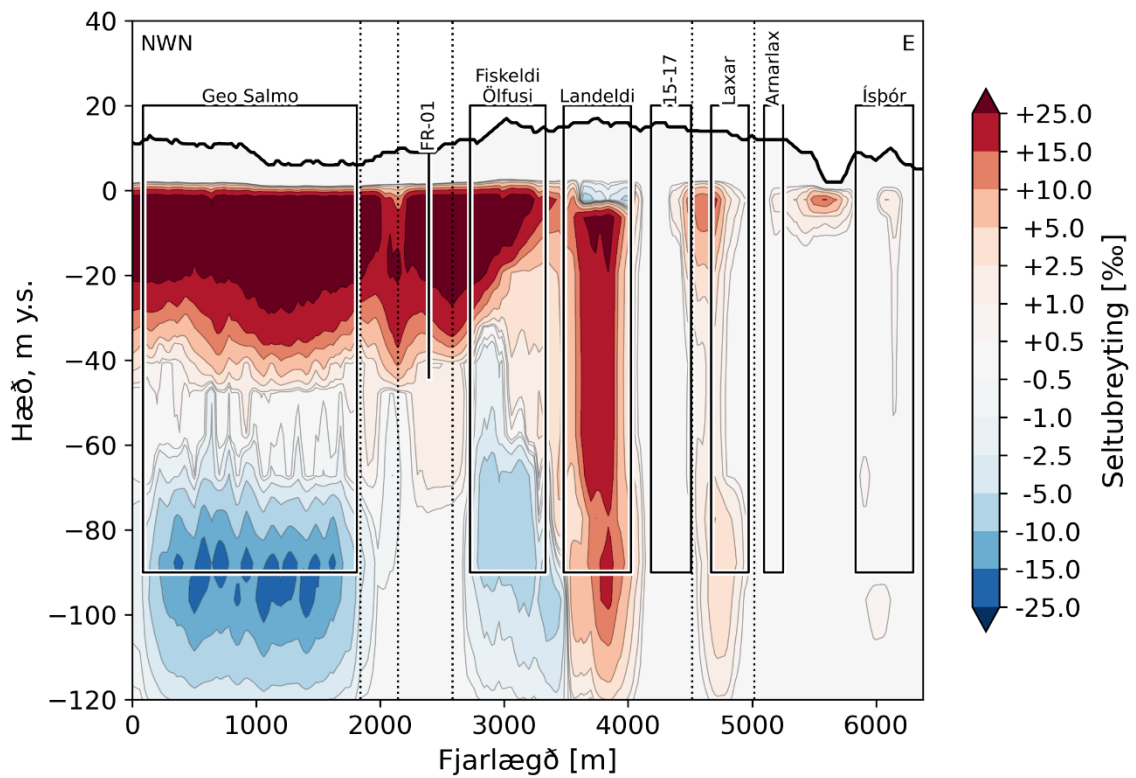 40
20
0
−20
−40
−60
−80
−100
−120
Hæð, m y.s.
NWN
E
Geo Salmo
FR-01
Fiskeldi
Ölfusi
Landeldi
15-17
Laxar
Arnarlax
Ísþór
0
1000
2000
3000
4000
5000
6000
Fjarlægð [m]
+25.0
+15.0
+10.0
+5.0
+2.5
+1.0
+0.5
-0.5
-1.0
-2.5
-5.0
-10.0
-15.0
-25.0
Seltubreyting [‰]